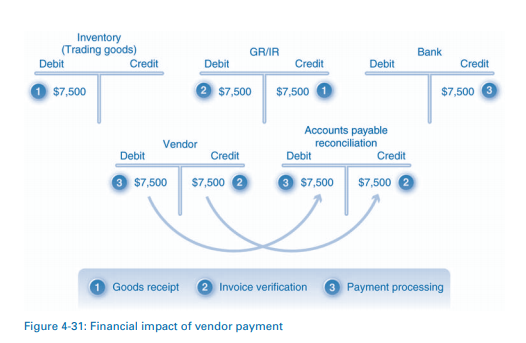 Inventory
(Trading goods)
Debit Credit
1 $7,500
GR/IR
Debit Credit
2 $7,500 $7,500 1
Bank
Debit Credit
$7,500 3
Vendor
Debit Credit
3 $7,500 $7,500 2
Accounts payable
reconciliation
Debit Credit
3 $7,500 $7,500 2
1 Goods receipt 2 Invoice verification 3 Payment processing
Figure 4-31: Financial impact of vendor payment